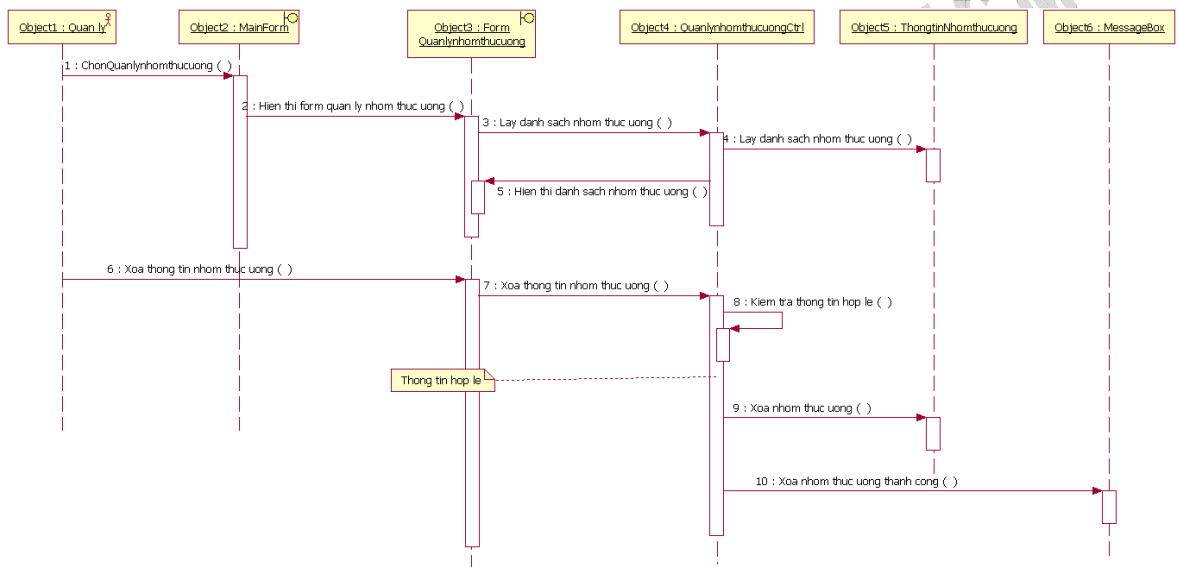 Object1 : Quan ly
Object2 : MainForm
Object3 : Form
Quanlynhomthucuong
Object4 : QuanlynhomthucuongCtrl
Object5 : ThongtinNhomthucuong
Object6 : MessageBox
1 : ChonQuanlynhomthucuong ( )
2 : Hien thi form quan ly nhom thuc uong ( )
3 : Lay danh sach nhom thuc uong ( )
4 : Lay danh sach nhom thuc uong ( )
5 : Hien thi danh sach nhom thuc uong ( )
6 : Xoa thong tin nhom thuc uong ( )
7 : Xoa thong tin nhom thuc uong ( )
8 : Kiem tra thong tin hop le ( )
Thong tin hop le
9 : Xoa nhom thuc uong ( )
10 : Xoa nhom thuc uong thanh cong ( )